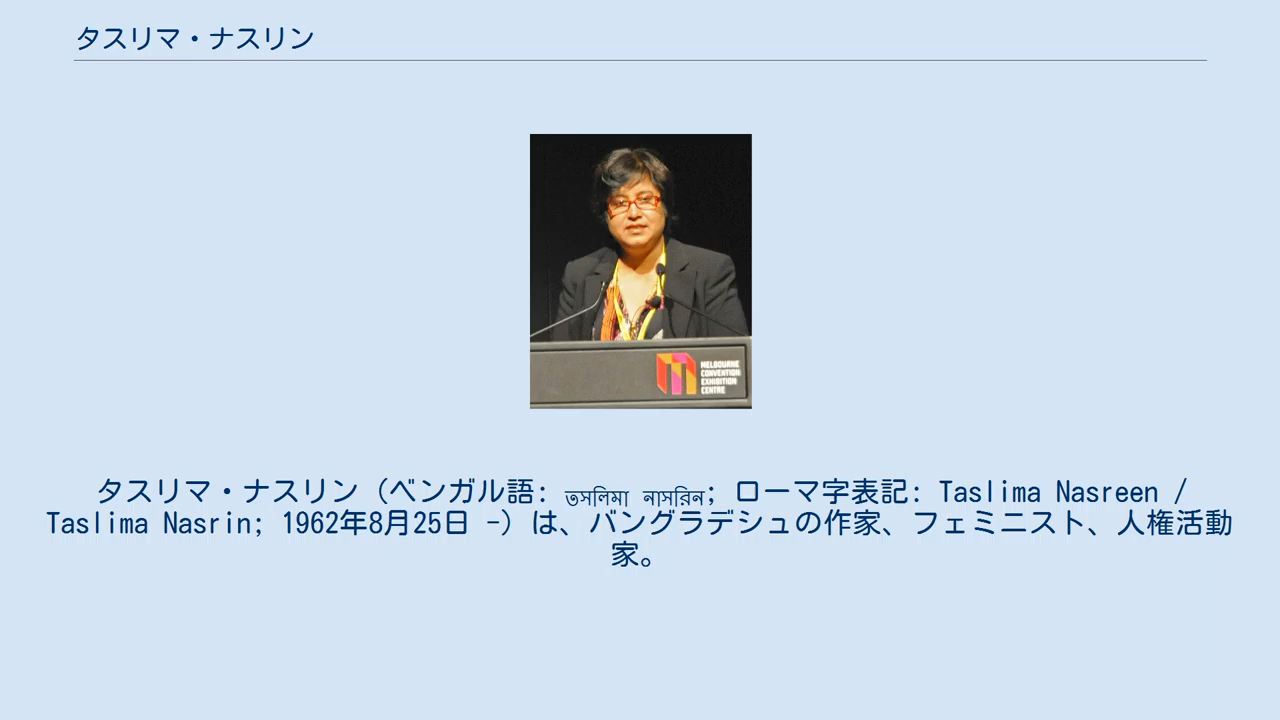 タスリマ・ナスリン
MELBOURNE
CONVENTION
EXHIBITION
CENTRE
タスリマ・ナスリン（ベンガル語: তসলিমা নাসরিন; ローマ字表記: Taslima Nasreen /
Taslima Nasrin; 1962年8月25日 -）は、バングラデシュの作家、フェミニスト、人権活動
家。